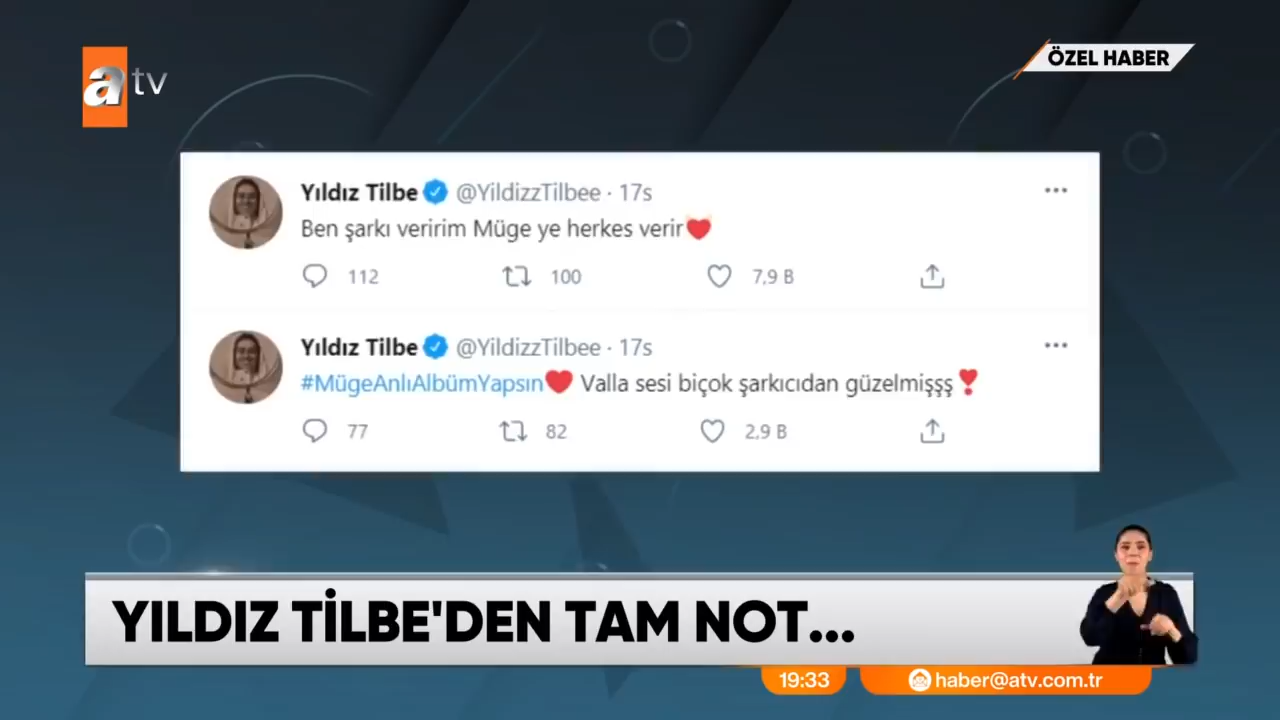 atv
ÖZEL HABER
Yıldız Tilbe @YildizzTilbee · 17s
Ben şarkı veririm Müge ye herkes verir❤
112 100 7,9 B
Yıldız Tilbe @YildizzTilbee · 17s
#MügeAnlıAlbümYapsın❤ Valla sesi biçok şarkıcıdan güzelmişşş❣
77 82 2,9 B
YILDIZ TİLBE'DEN TAM NOT...
19:33 haber@atv.com.tr